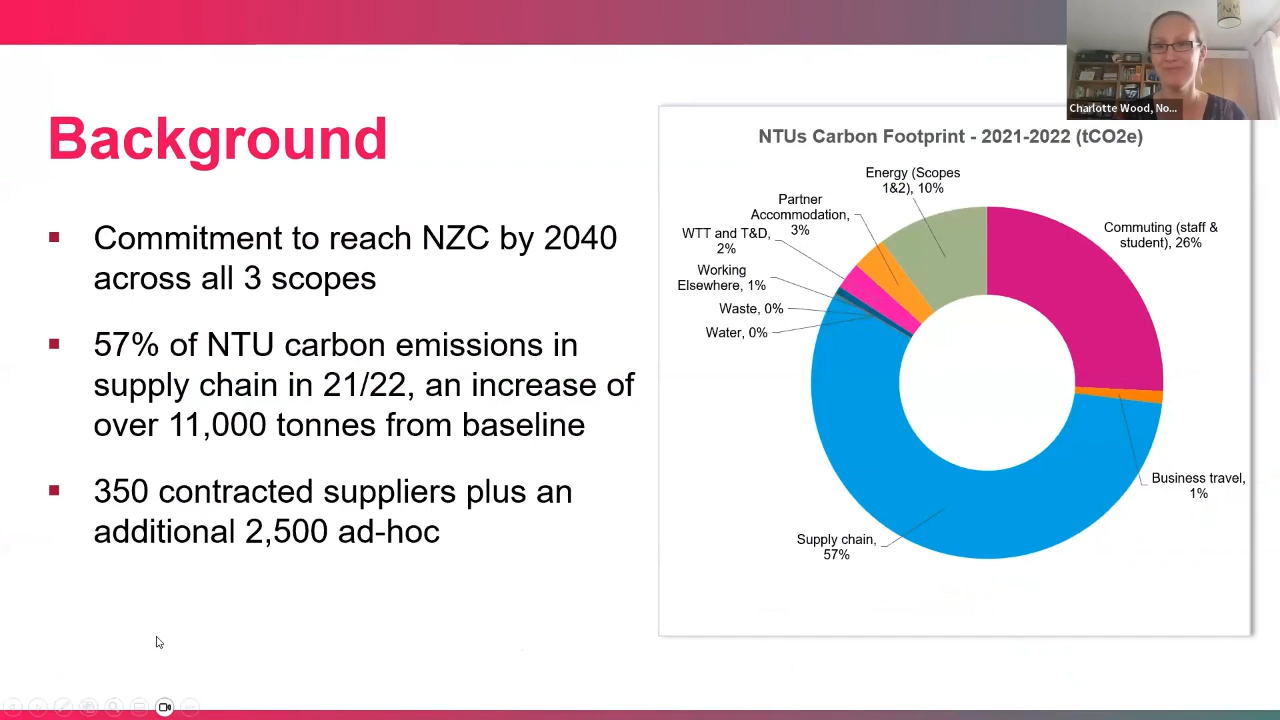 Charlotte Wood, No...
Background
Commitment to reach NZC by 2040
across all 3 scopes
57% of NTU carbon emissions in
supply chain in 21/22, an increase of
over 11,000 tonnes from baseline
350 contracted suppliers plus an
additional 2,500 ad-hoc
NTUs Carbon Footprint - 2021-2022 (tCO2e)
Energy (Scopes
1&2), 10%
Partner
Accommodation,
3%
WTT and T&D,
2%
Working
Elsewhere, 1%
Waste, 0%
Water, 0%
Commuting (staff &
student), 26%
Business travel,
1%
Supply chain,
57%